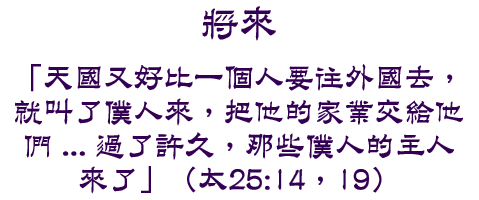 將來
「天國又好比一個人要往外國去，
就叫了僕人來，把他的家業交給他
們 ... 過了許久，那些僕人的主人
來了」（太25:14，19）